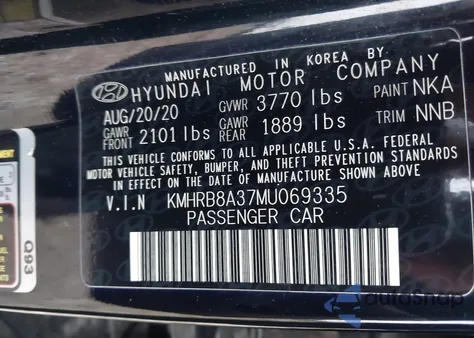 MANUFACTURED IN KOREA BY:
HYUNDAI MOTOR COMPANY
AUG/20/20 GVWR 3770 lbs PAINT NKA
GAWR FRONT 2101 lbs GAWR REAR 1889 lbs TRIM NNB
THIS VEHICLE CONFORMS TO ALL APPLICABLE U.S.A. FEDERAL
MOTOR VEHICLE SAFETY, BUMPER, AND THEFT PREVENTION STANDARDS
IN EFFECT ON THE DATE OF MANUFACTURE SHOWN ABOVE
V.I.N KMHRB8A37MU069335
PASSENGER CAR
Q93
autosnap